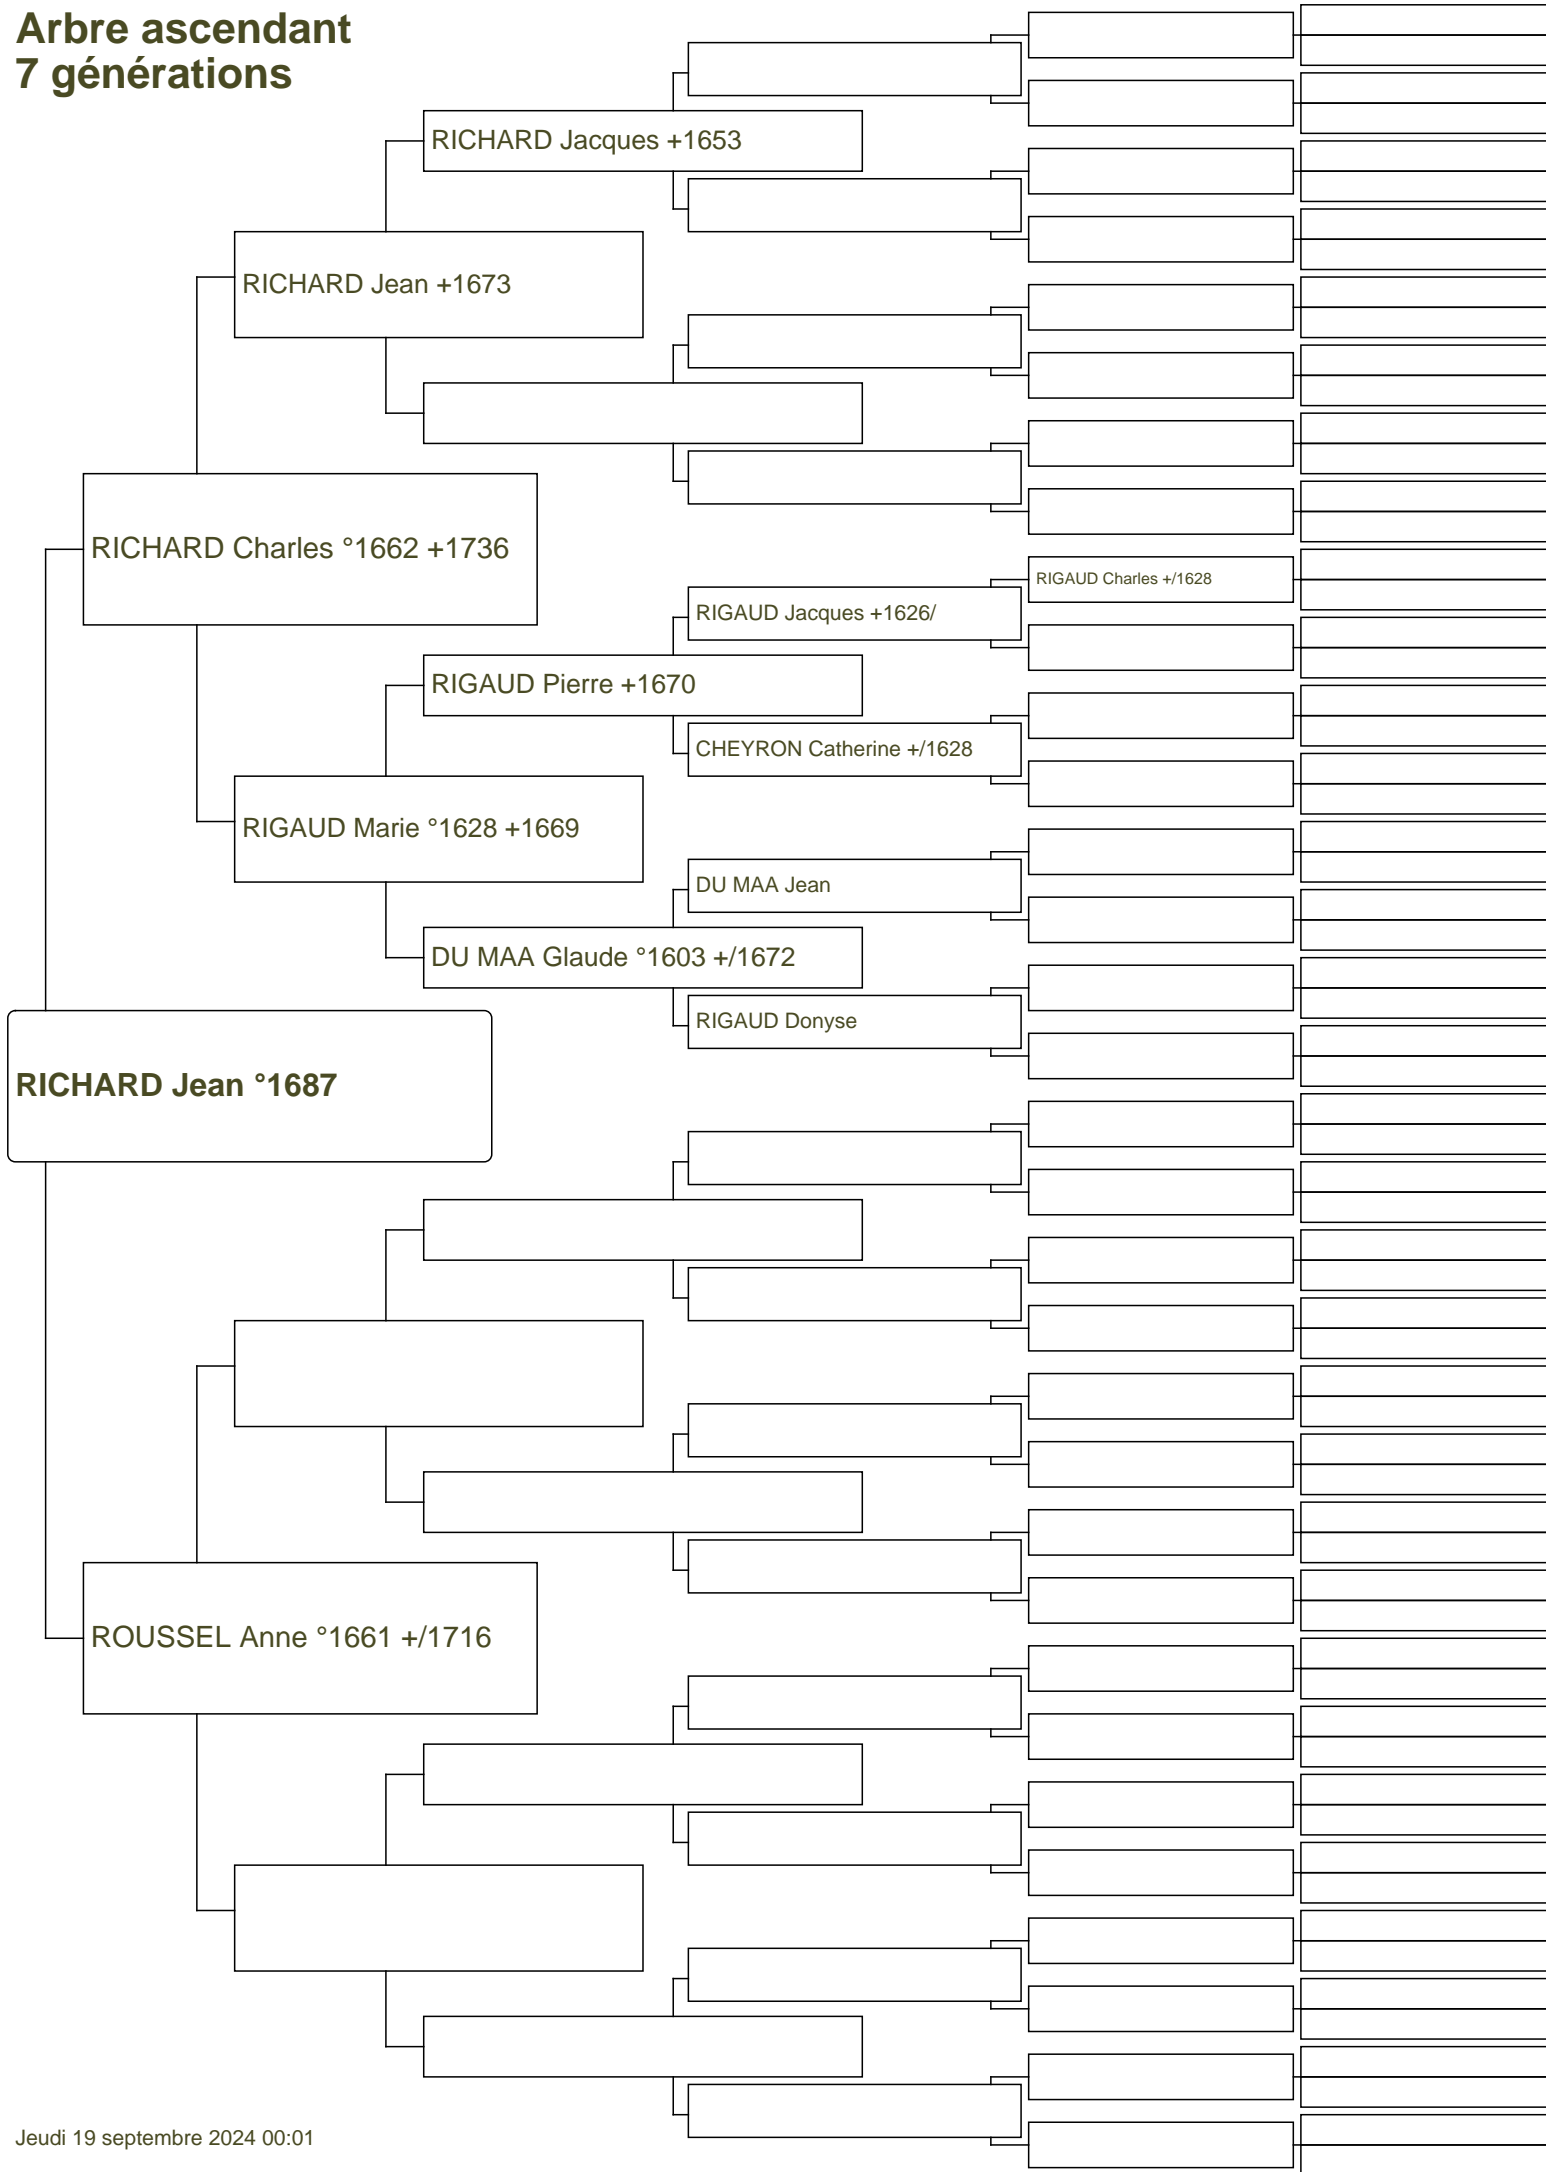 Arbre ascendant
7 générations
RICHARD Jacques +1653
RICHARD Jean +1673
RICHARD Charles °1662 +1736
RIGAUD Charles +/1628
RIGAUD Jacques +1626/
RIGAUD Pierre +1670
CHEYRON Catherine +/1628
RIGAUD Marie °1628 +1669
DU MAA Jean
DU MAA Glaude °1603 +/1672
RIGAUD Donyse
RICHARD Jean °1687
ROUSSEL Anne °1661 +/1716
Jeudi 19 septembre 2024 00:01